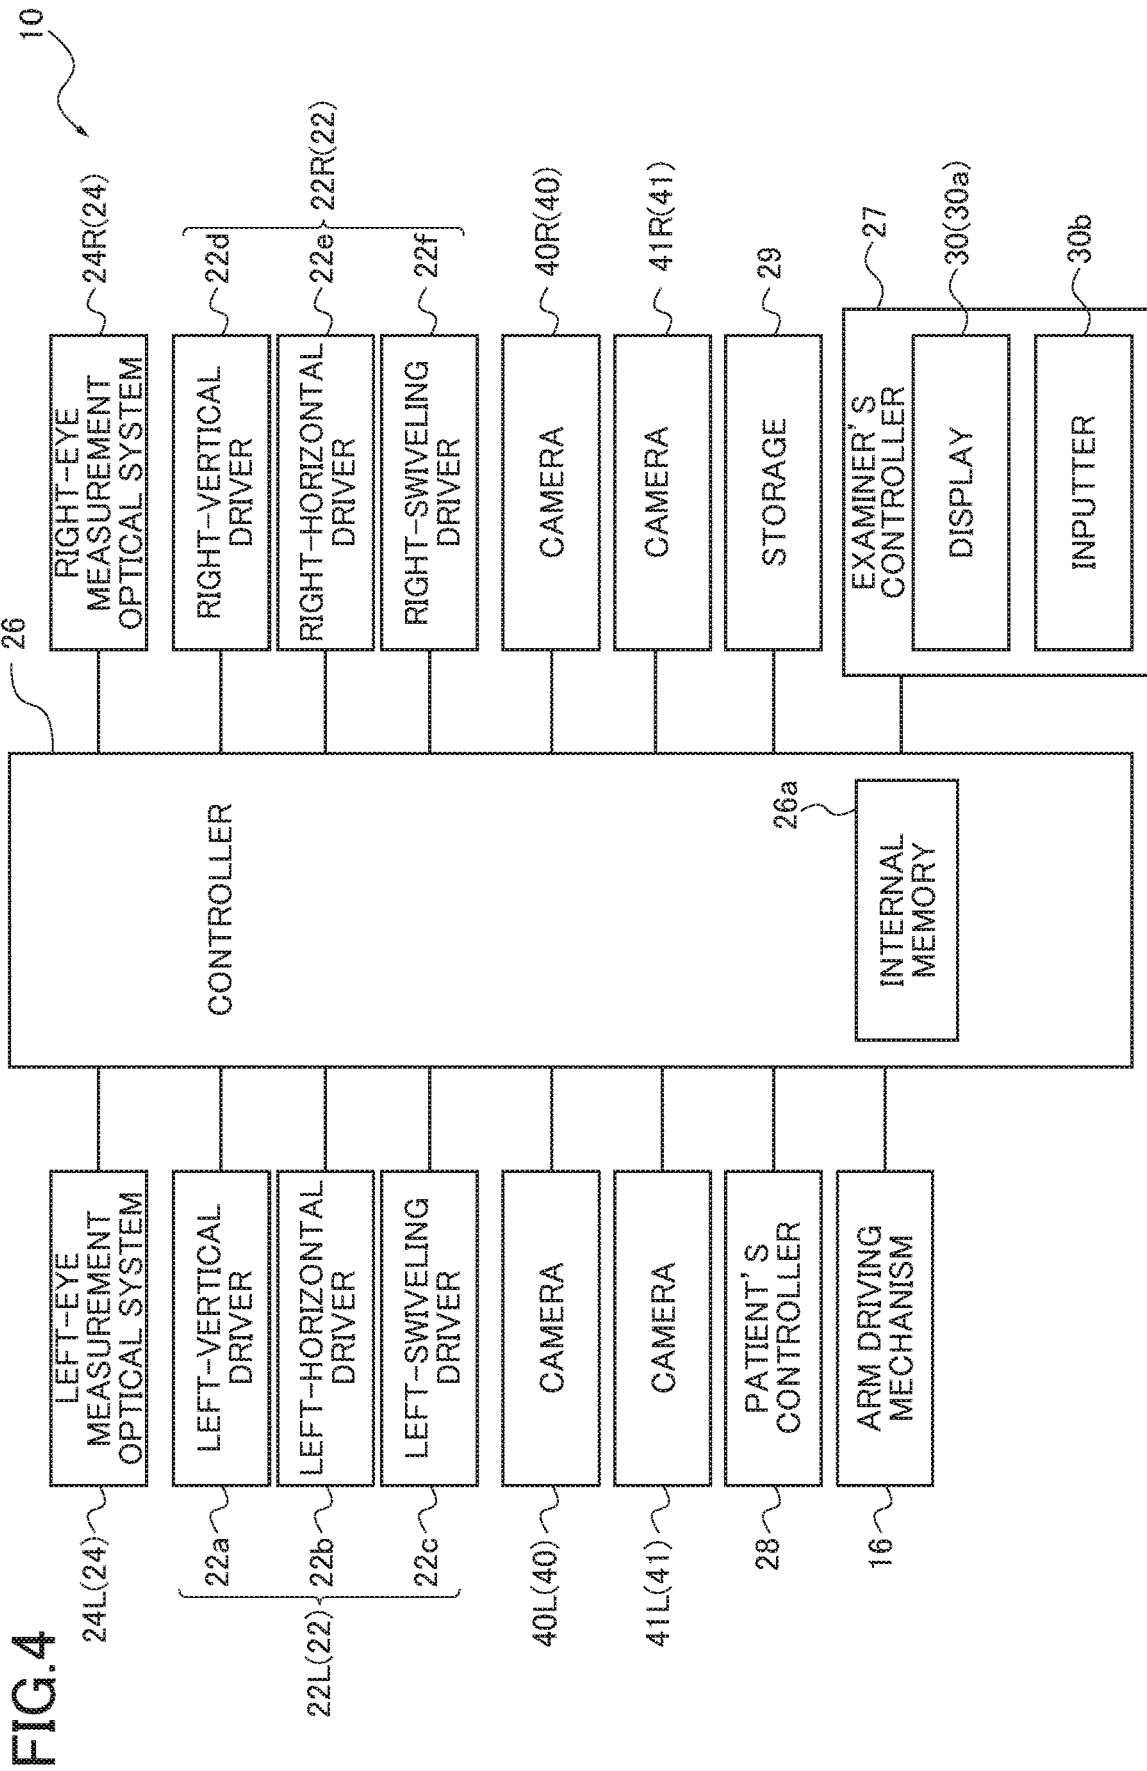 FIG.4
10
24L(24)
LEFT-EYE
MEASUREMENT
OPTICAL SYSTEM
22L(22)
22a
LEFT-VERTICAL
DRIVER
22b
LEFT-HORIZONTAL
DRIVER
22c
LEFT-SWIVELING
DRIVER
40L(40)
CAMERA
41L(41)
CAMERA
28
PATIENT'S
CONTROLLER
16
ARM DRIVING
MECHANISM
26
CONTROLLER
26a
INTERNAL
MEMORY
RIGHT-EYE
MEASUREMENT
OPTICAL SYSTEM
24R(24)
RIGHT-VERTICAL
DRIVER
22d
RIGHT-HORIZONTAL
DRIVER
22e
RIGHT-SWIVELING
DRIVER
22f
22R(22)
CAMERA
40R(40)
CAMERA
41R(41)
STORAGE
29
EXAMINER'S
CONTROLLER
27
DISPLAY
30(30a)
INPUTTER
30b